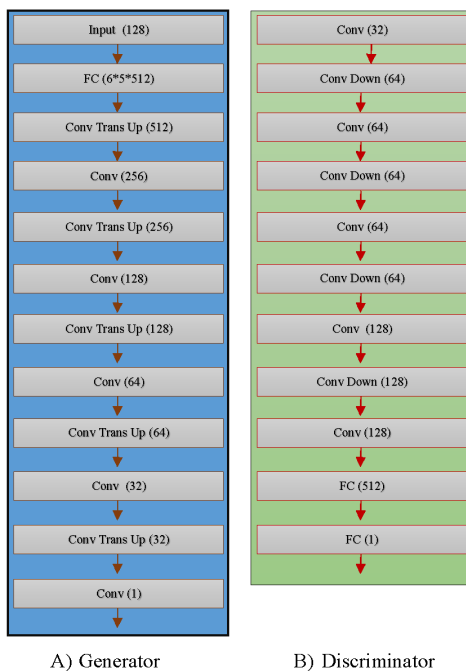 Input (128)
FC (6*5*512)
Conv Trans Up (512)
Conv (256)
Conv Trans Up (256)
Conv (128)
Conv Trans Up (128)
Conv (64)
Conv Trans Up (64)
Conv (32)
Conv Trans Up (32)
Conv (1)
A) Generator
Conv (32)
Conv Down (64)
Conv (64)
Conv Down (64)
Conv (64)
Conv Down (64)
Conv (128)
Conv Down (128)
Conv (128)
FC (512)
FC (1)
B) Discriminator